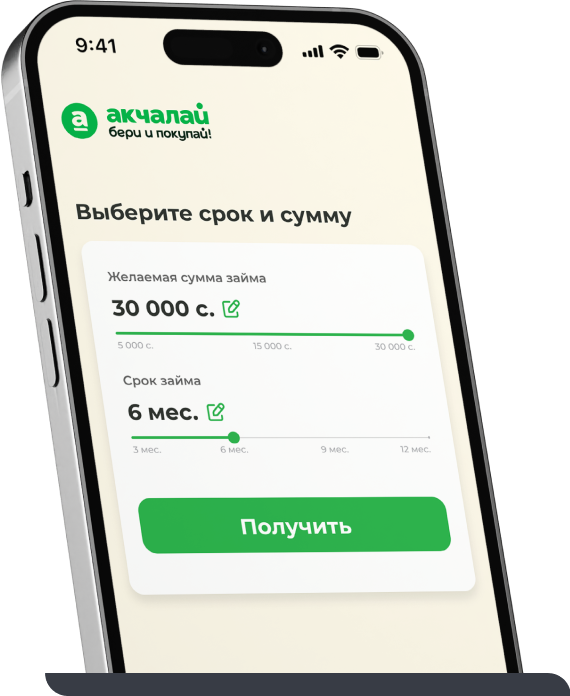 9:41
a
акчалай
бери и покупай!
Выберите срок и сумму
Желаемая сумма займа
30 000 с.
5 000 с. 15 000 с. 30 000 с.
Срок займа
6 мес.
3 мес. 6 мес. 9 мес. 12 мес.
Получить